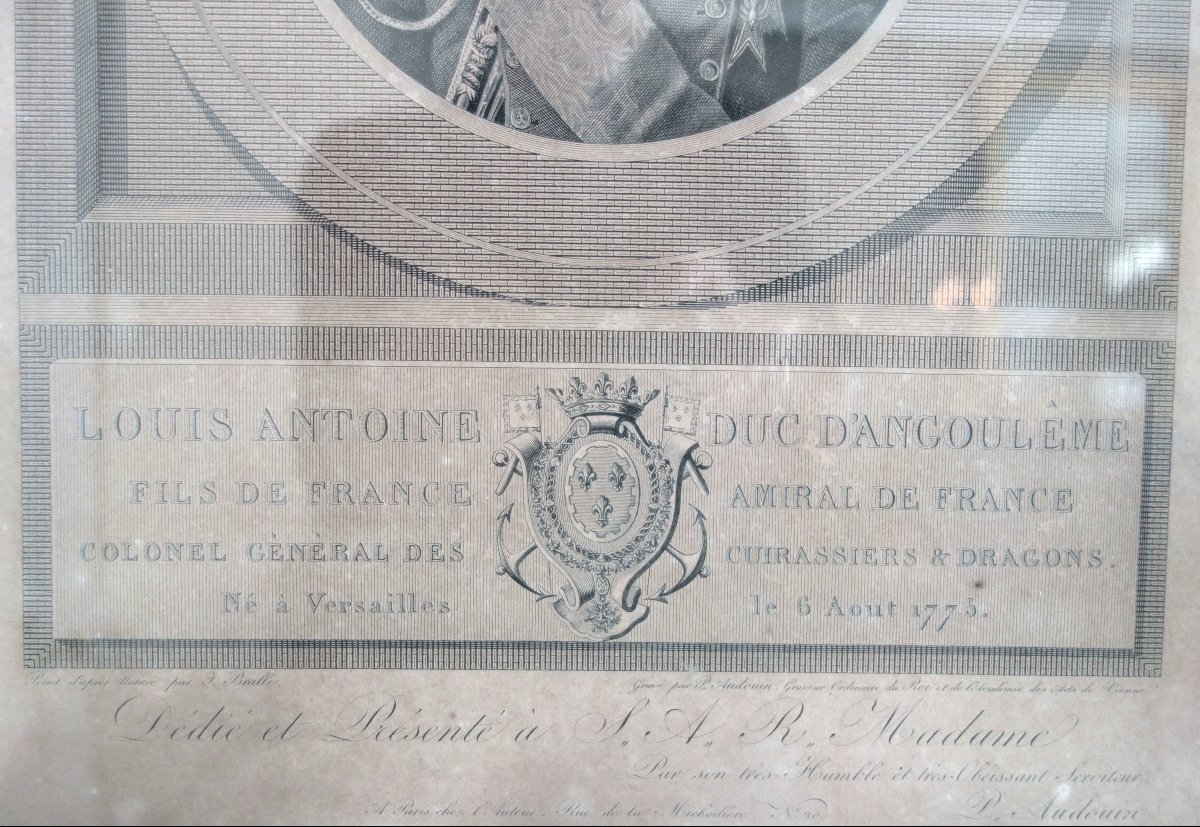 LOUIS ANTOINE DUC D'ANGOULÊME
FILS DE FRANCE AMIRAL DE FRANCE
COLONEL GÉNÉRAL DES CUIRASSIERS & DRAGONS.
Né à Versailles le 6 Aout 1775.
Peint d'après Nature par F.
Gravé par P. Audouin, Graveur Ordinaire du Roi et de l'Académie des Arts de Vienne
Dédié et Présenté à S. A. R. Madame
Par son très-Humble et très-Obéissant Serviteur,
P. Audouin
A Paris, chez l'Auteur, Rue de la Michodière, N.º 20